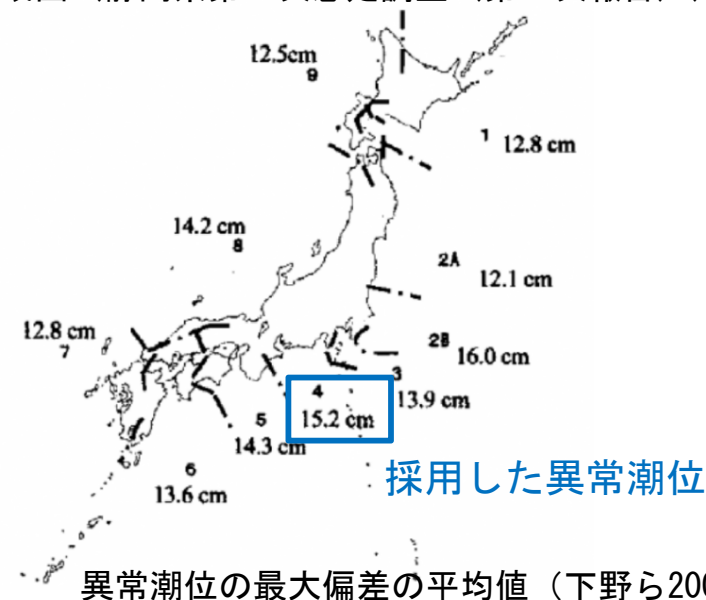 12.5cm
9
1
12.8 cm
14.2 cm
8
2A
12.1 cm
12.8 cm
7
2B
16.0 cm
3
13.9 cm
4
15.2 cm
5
14.3 cm
6
13.6 cm
採用した異常潮位
異常潮位の最大偏差の平均値（下野ら200